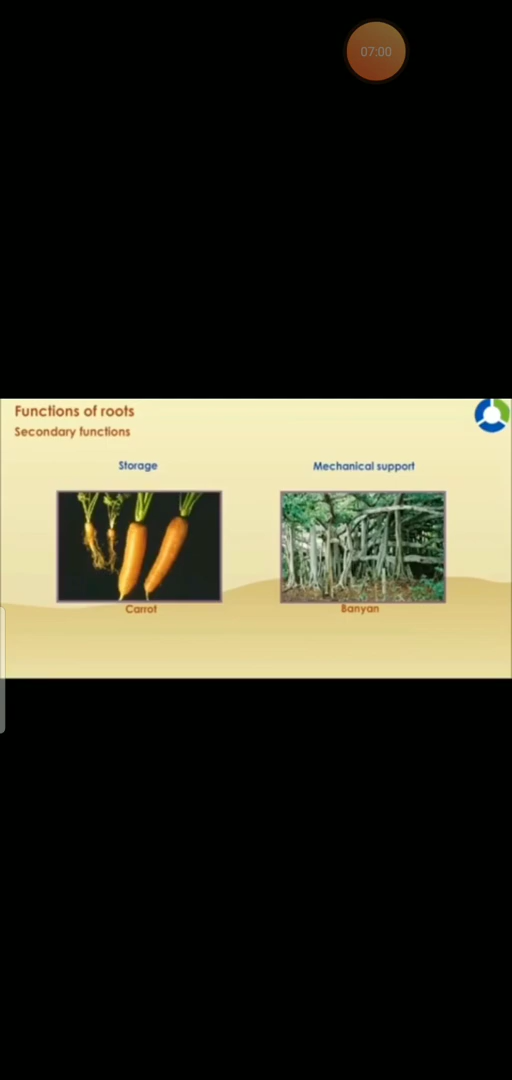 07:00
Functions of roots
Secondary functions
Storage
Mechanical support
Carrot
Banyan